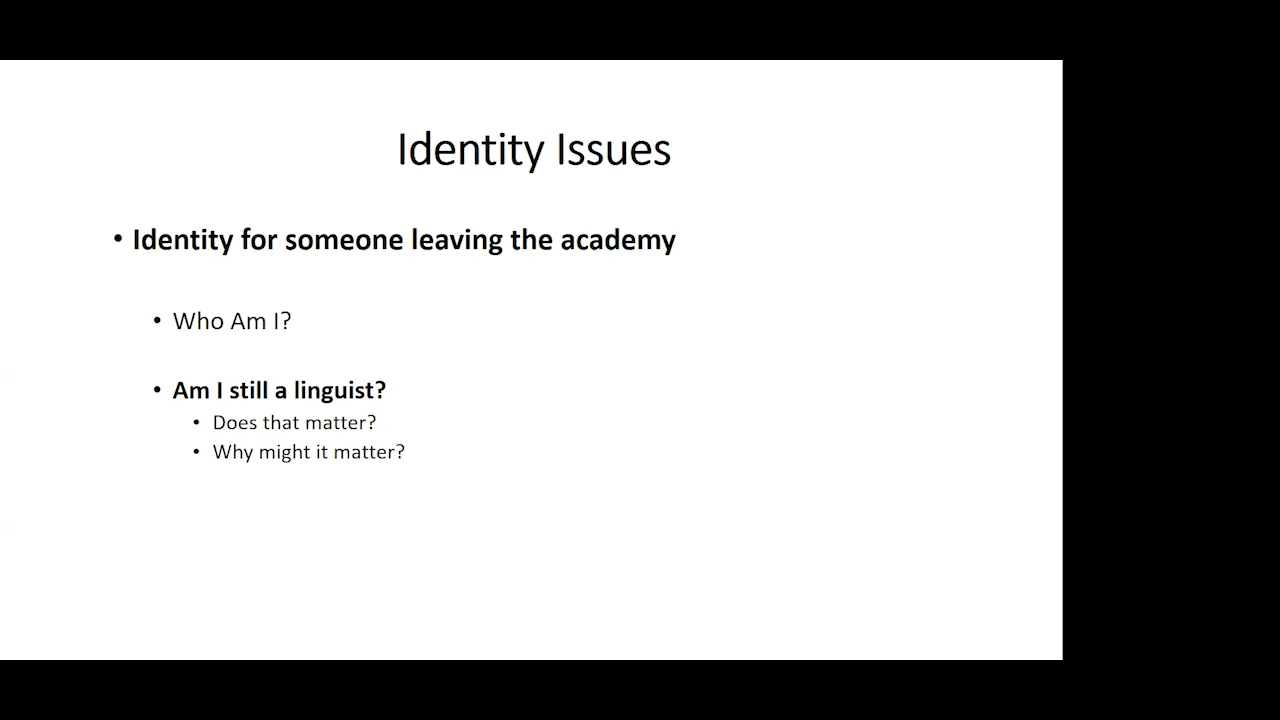 Identity Issues
• Identity for someone leaving the academy
• Who Am I?
• Am I still a linguist?
• Does that matter?
• Why might it matter?